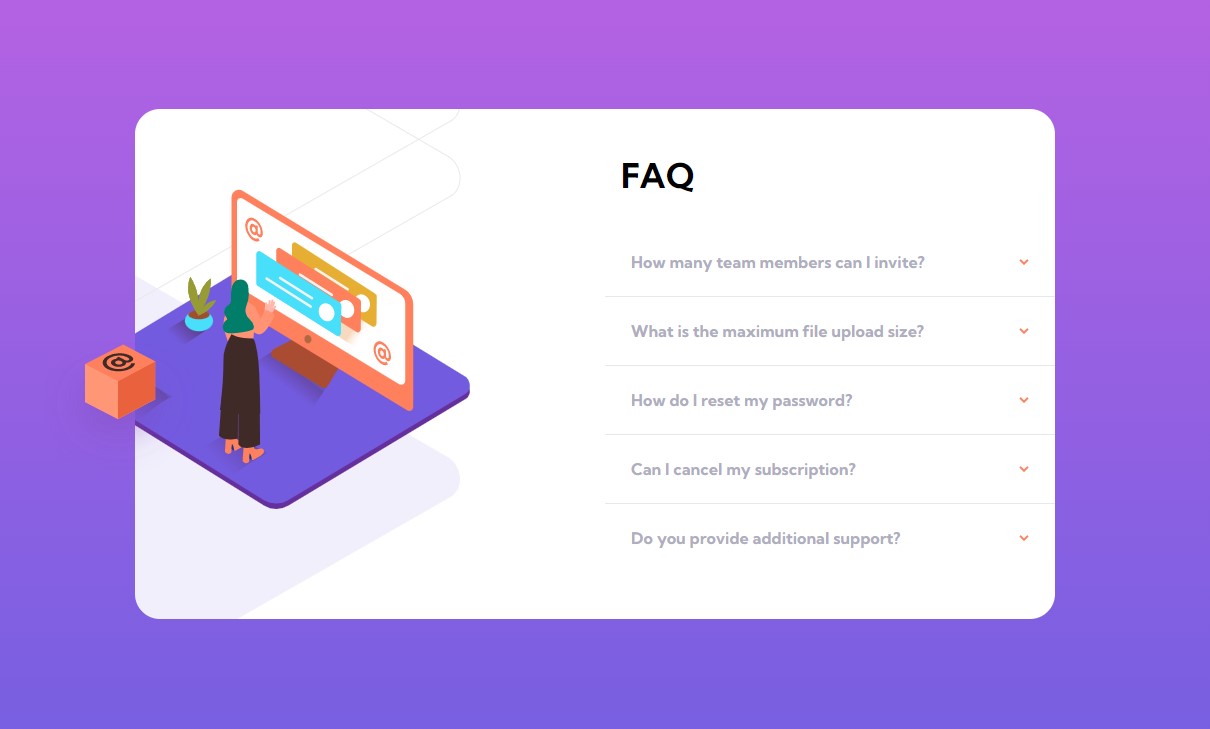 FAQ
How many team members can I invite?
What is the maximum file upload size?
How do I reset my password?
Can I cancel my subscription?
Do you provide additional support?
@
@
@